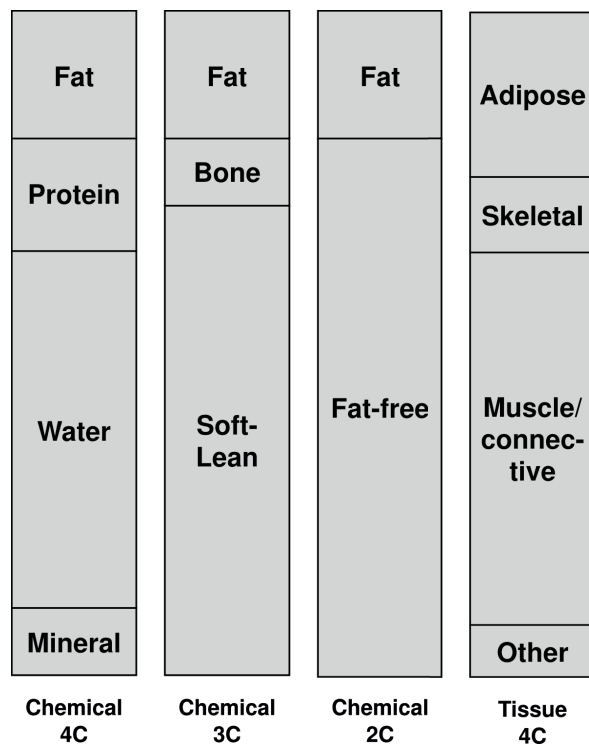 Fat
Protein
Water
Mineral
Chemical
4C
Fat
Bone
Soft-
Lean
Chemical
3C
Fat
Fat-free
Chemical
2C
Adipose
Skeletal
Muscle/
connec-
tive
Other
Tissue
4C